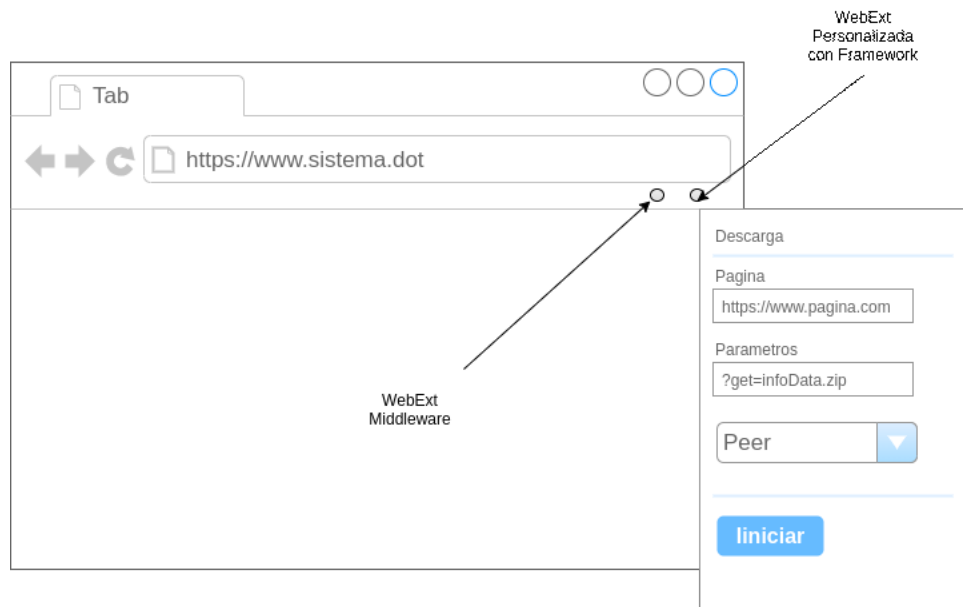 WebExt
Personalizada
con Framework
Tab
https://www.sistema.dot
Descarga
Pagina
https://www.pagina.com
Parametros
?get=infoData.zip
Peer
Iiniciar
WebExt
Middleware